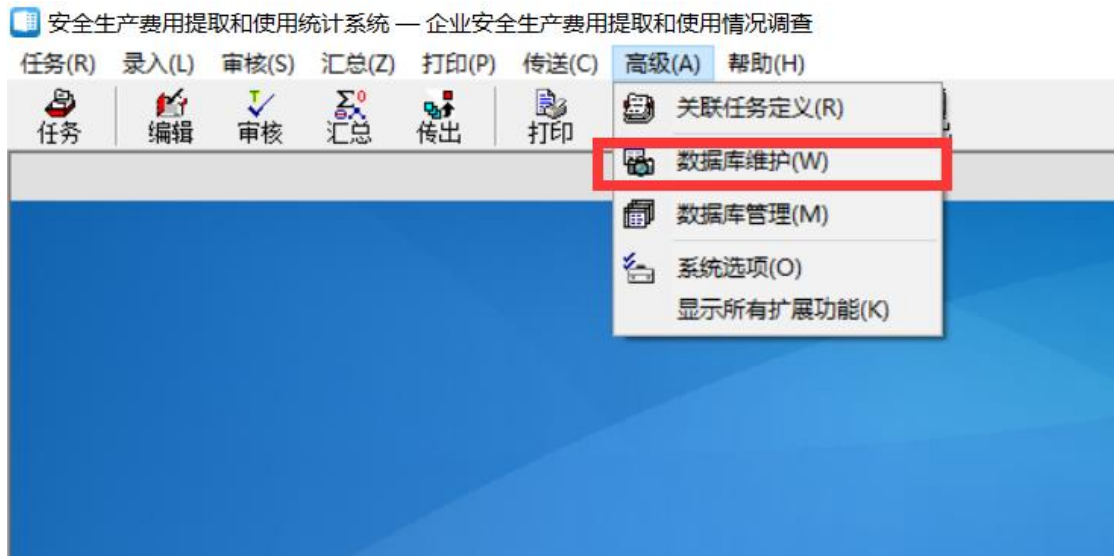 安全生产费用提取和使用统计系统 — 企业安全生产费用提取和使用情况调查
任务(R) 录入(L) 审核(S) 汇总(Z) 打印(P) 传送(C) 高级(A) 帮助(H)
任务 编辑 审核 汇总 传出 打印
关联任务定义(R)
数据库维护(W)
数据库管理(M)
系统选项(O)
显示所有扩展功能(K)